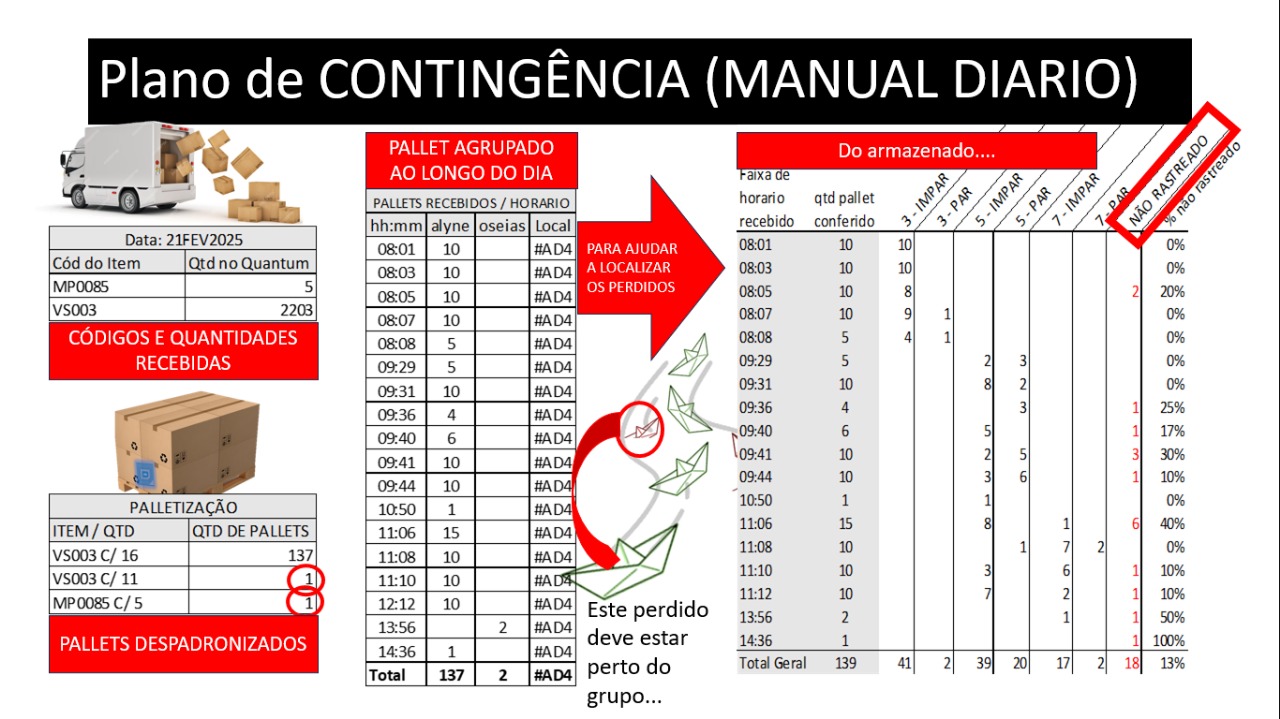 Plano de CONTINGÊNCIA (MANUAL DIARIO)
Data: 21FEV2025
Cód do Item Qtd no Quantum
MP0085 5
VS003 2203
CÓDIGOS E QUANTIDADES
RECEBIDAS
PALLETIZAÇÃO
ITEM / QTD QTD DE PALLETS
VS003 C/ 16 137
VS003 C/ 11 1
MP0085 C/ 5 1
PALLETS DESPADRONIZADOS
PALLET AGRUPADO
AO LONGO DO DIA
PALLETS RECEBIDOS / HORARIO
hh:mm alyne oseias Local
08:01 10 #AD4
08:03 10 #AD4
08:05 10 #AD4
08:07 10 #AD4
08:08 5 #AD4
09:29 5 #AD4
09:31 10 #AD4
09:36 4 #AD4
09:40 6 #AD4
09:41 10 #AD4
09:44 10 #AD4
10:50 1 #AD4
11:06 15 #AD4
11:08 10 #AD4
11:10 10 #AD4
12:12 10 #AD4
13:56 2 #AD4
14:36 1 #AD4
Total 137 2 #AD4
PARA AJUDAR
A LOCALIZAR
OS PERDIDOS
Este perdido
deve estar
perto do
grupo...
Do armazenado....
Faixa de
horario
recebido
qtd pallet
conferido
3 - IMPAR
3 - PAR
5 - IMPAR
5 - PAR
7 - IMPAR
7 - PAR
NÃO RASTREADO
% não rastreado
08:01 10 10 0%
08:03 10 10 0%
08:05 10 8 2 20%
08:07 10 9 1 0%
08:08 5 4 1 0%
09:29 5 2 3 0%
09:31 10 8 2 0%
09:36 4 3 1 25%
09:40 6 5 1 17%
09:41 10 2 5 3 30%
09:44 10 3 6 1 10%
10:50 1 1 0%
11:06 15 8 1 6 40%
11:08 10 1 7 2 0%
11:10 10 3 6 1 10%
11:12 10 7 2 1 10%
13:56 2 1 1 50%
14:36 1 1 100%
Total Geral 139 41 2 39 20 17 2 18 13%